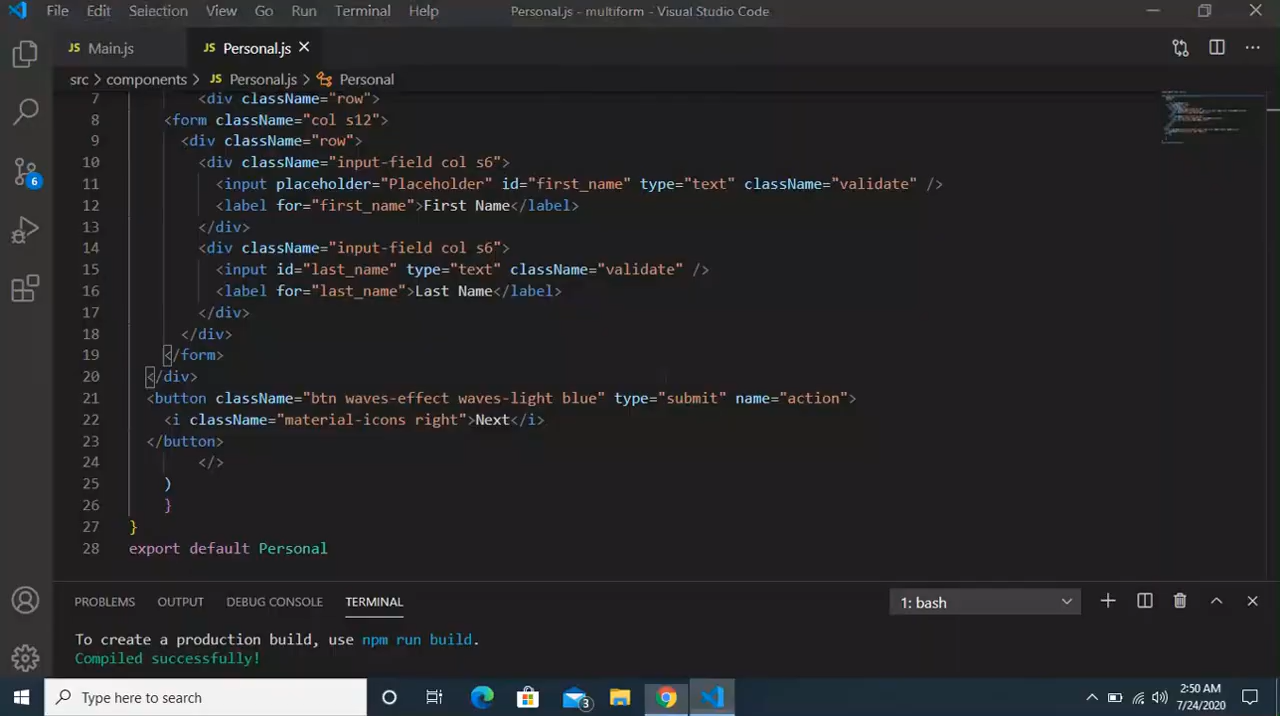 File Edit Selection View Go Run Terminal Help Personal.js - multiform - Visual Studio Code
JS Main.js JS Personal.js
src > components > JS Personal.js > Personal
7 <div className="row">
8 <form className="col s12">
9 <div className="row">
10 <div className="input-field col s6">
11 <input placeholder="Placeholder" id="first_name" type="text" className="validate" />
12 <label for="first_name">First Name</label>
13 </div>
14 <div className="input-field col s6">
15 <input id="last_name" type="text" className="validate" />
16 <label for="last_name">Last Name</label>
17 </div>
18 </div>
19 </form>
20 </div>
21 <button className="btn waves-effect waves-light blue" type="submit" name="action">
22 <i className="material-icons right">Next</i>
23 </button>
24 </>
25 )
26 }
27 }
28 export default Personal
6
PROBLEMS OUTPUT DEBUG CONSOLE TERMINAL 1: bash
To create a production build, use npm run build.
Compiled successfully!
Type here to search
3
2:50 AM
7/24/2020